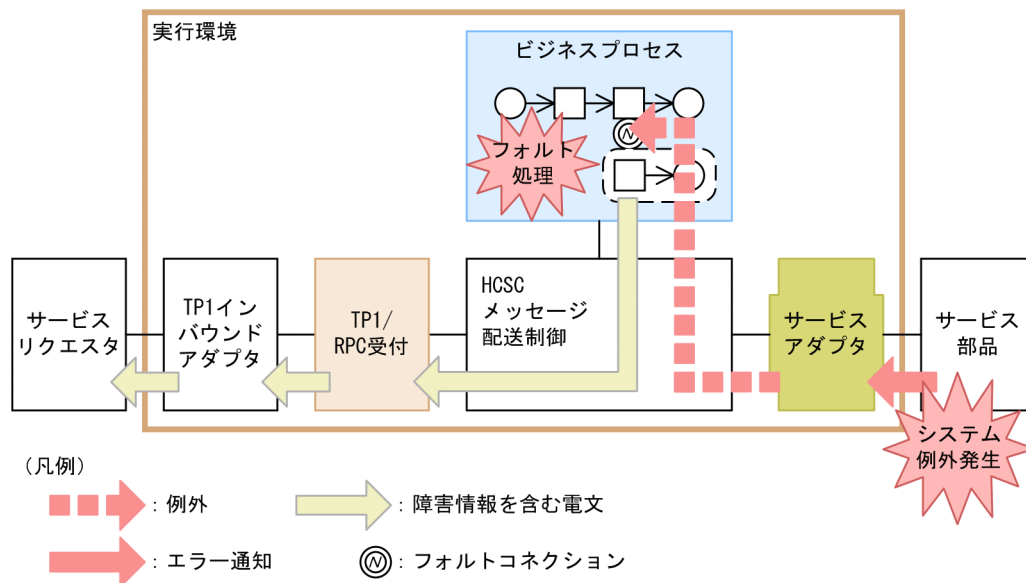 実行環境
ビジネスプロセス
フォルト
処理
サービス
リクエスタ
TP1イン
バウンド
アダプタ
TP1/
RPC受付
HCSC
メッセージ
配送制御
サービス
アダプタ
サービス
部品
システム
例外発生
(凡例)
: 例外
: 障害情報を含む電文
: エラー通知
N : フォルトコネクション